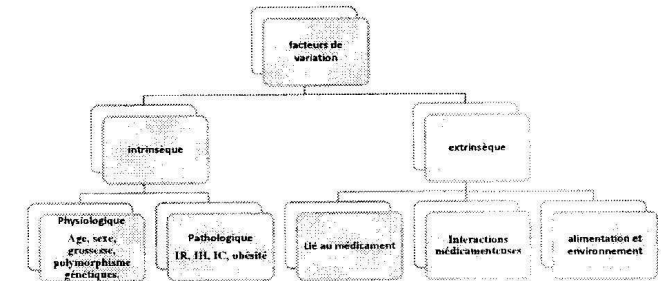 facteurs de
variation
intrinsèque
extrinsèque
Physiologique
Age, sexe,
grossesse,
polymorphisme
génétiques.
Pathologique
IR, IH, IC, obésité
Lié au médicament
Interactions
médicamenteuses
alimentation et
environnement